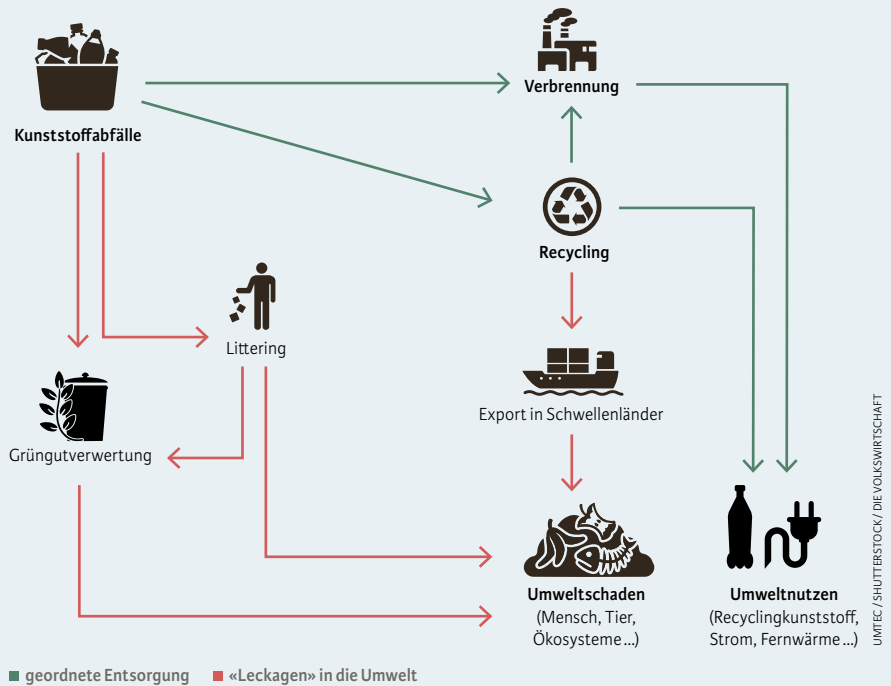 Verbrennung
Kunststoffabfälle
Recycling
Littering
Export in Schwellenländer
Grüngutverwertung
Umweltschaden
(Mensch, Tier,
Ökosysteme ...)
Umweltnutzen
(Recyclingkunststoff,
Strom, Fernwärme ...)
UMTEC / SHUTTERSTOCK / DIE VOLKSWIRTSCHAFT
geordnete Entsorgung
«Leckagen» in die Umwelt